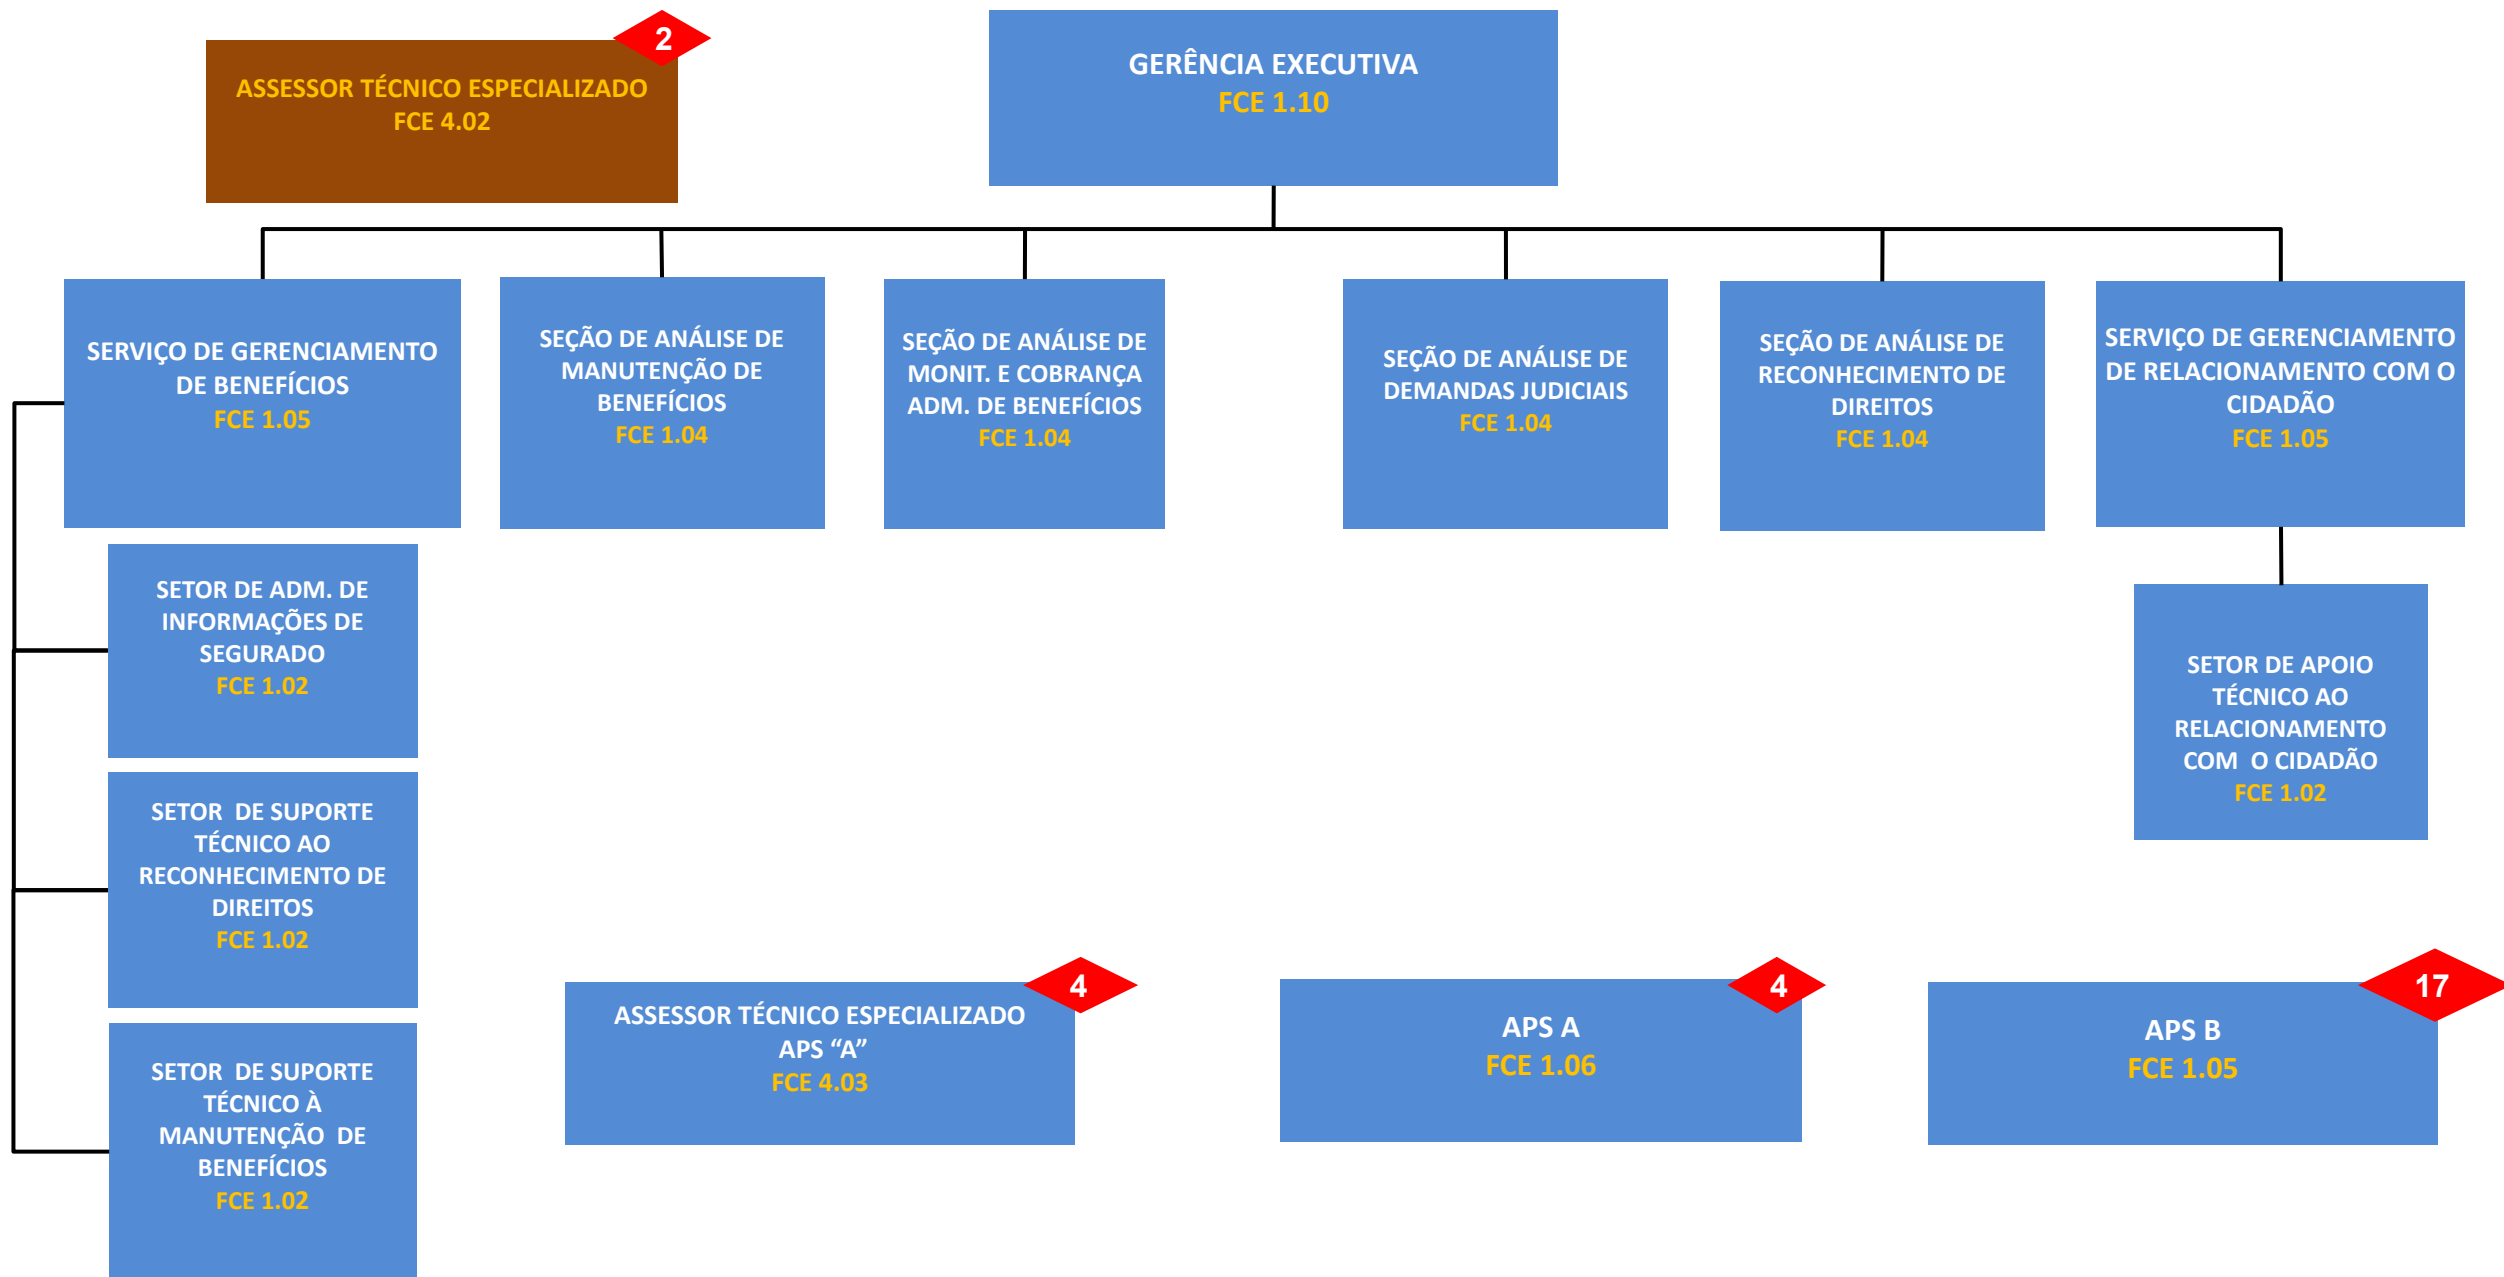 2
ASSESSOR TÉCNICO ESPECIALIZADO
FCE 4.02
GERÊNCIA EXECUTIVA
FCE 1.10
SERVIÇO DE GERENCIAMENTO
DE BENEFÍCIOS
FCE 1.05
SEÇÃO DE ANÁLISE DE
MANUTENÇÃO DE
BENEFÍCIOS
FCE 1.04
SEÇÃO DE ANÁLISE DE
MONIT. E COBRANÇA
ADM. DE BENEFÍCIOS
FCE 1.04
SEÇÃO DE ANÁLISE DE
DEMANDAS JUDICIAIS
FCE 1.04
SEÇÃO DE ANÁLISE DE
RECONHECIMENTO DE
DIREITOS
FCE 1.04
SERVIÇO DE GERENCIAMENTO
DE RELACIONAMENTO COM O
CIDADÃO
FCE 1.05
SETOR DE ADM. DE
INFORMAÇÕES DE
SEGURADO
FCE 1.02
SETOR DE APOIO
TÉCNICO AO
RELACIONAMENTO
COM O CIDADÃO
FCE 1.02
SETOR DE SUPORTE
TÉCNICO AO
RECONHECIMENTO DE
DIREITOS
FCE 1.02
SETOR DE SUPORTE
TÉCNICO À
MANUTENÇÃO DE
BENEFÍCIOS
FCE 1.02
4
ASSESSOR TÉCNICO ESPECIALIZADO
APS “A”
FCE 4.03
4
APS A
FCE 1.06
17
APS B
FCE 1.05